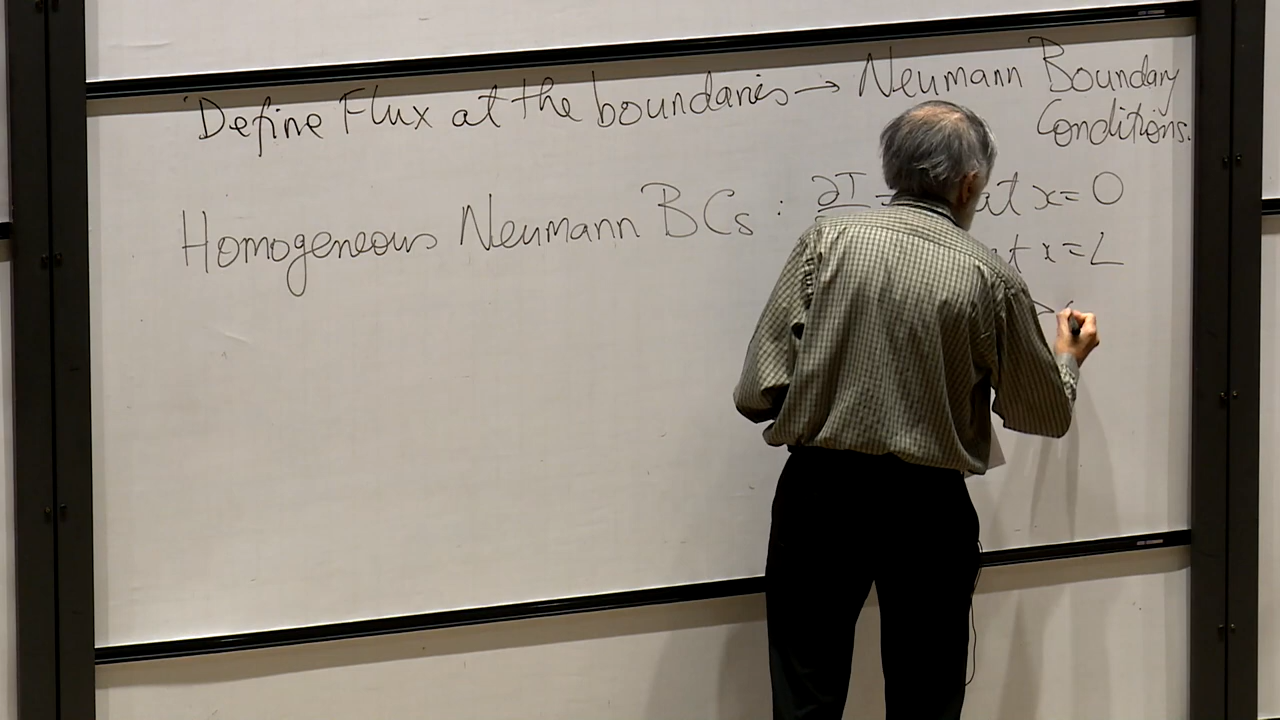 Define Flux at the boundaries → Neumann Boundary
Conditions.
Homogeneous Neumann BCs : ∂T at x = 0
at x = L